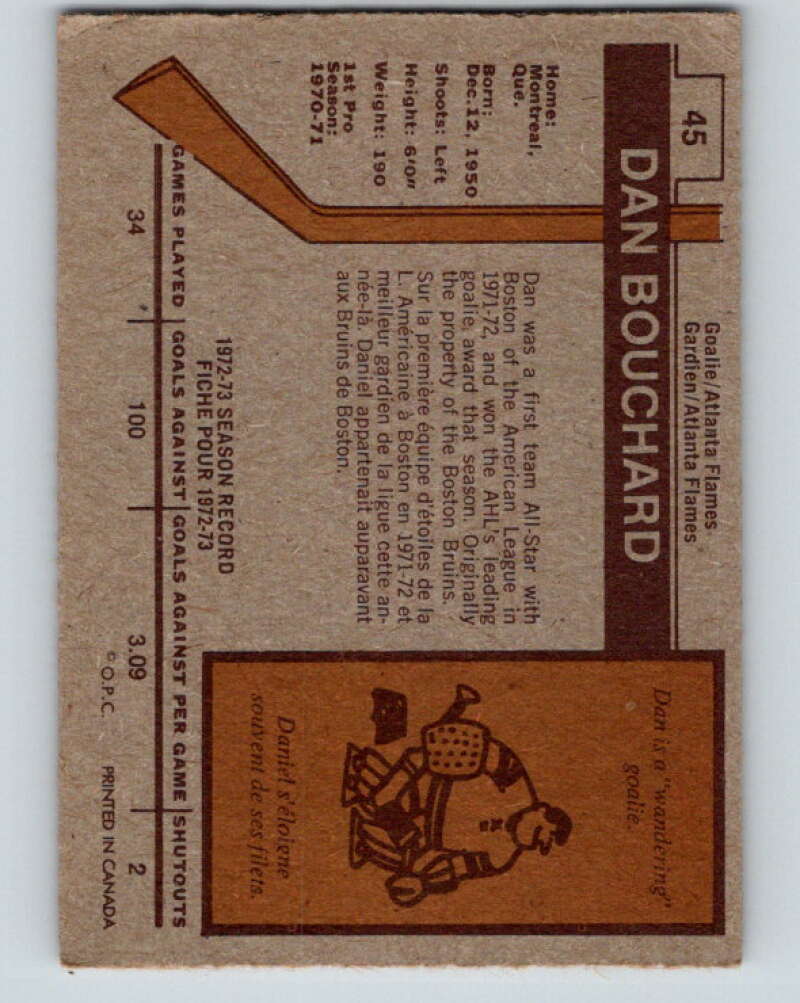 45
Goalie/Atlanta Flames
Gardien/Atlanta Flames
DAN BOUCHARD
Home:
Montreal,
Que.
Born:
Dec. 12, 1950
Shoots: Left
Height: 6'0"
Weight: 190
1st Pro
Season:
1970-71
Dan was a first team All-Star with
Boston of the American League in
1971-72, and won the AHL's leading
goalie award that season. Originally
the property of the Boston Bruins.
Sur la première équipe d'étoiles de la
L. Américaine à Boston en 1971-72 et
meilleur gardien de la ligue cette an-
née-là. Daniel appartenait auparavant
aux Bruins de Boston.
Dan is a "wandering"
goalie.
Daniel s'éloigne
souvent de ses filets.
1972-73 SEASON RECORD
FICHE POUR 1972-73
GAMES PLAYED GOALS AGAINST GOALS AGAINST PER GAME SHUTOUTS
34 100 3.09 2
© O.P.C. PRINTED IN CANADA